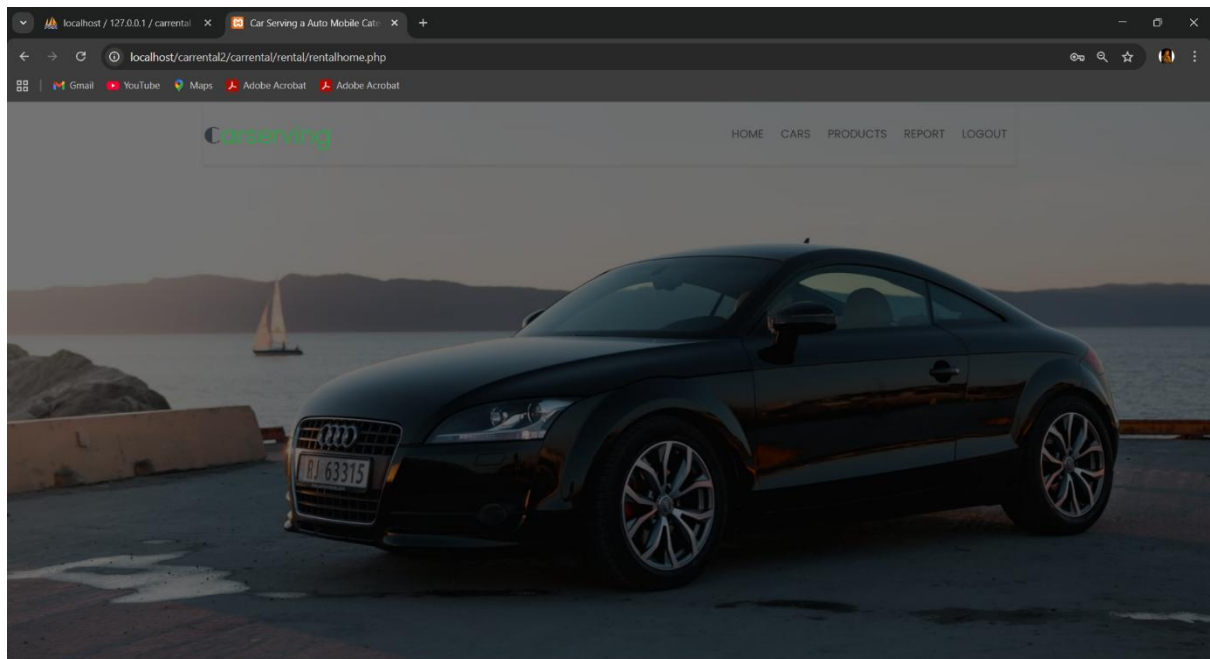 localhost / 127.0.0.1 / carrental
Car Serving a Auto Mobile Cate
localhost/carrental2/carrental/rental/rentalhome.php
Gmail YouTube Maps Adobe Acrobat Adobe Acrobat
Carserving HOME CARS PRODUCTS REPORT LOGOUT
RJ 63315